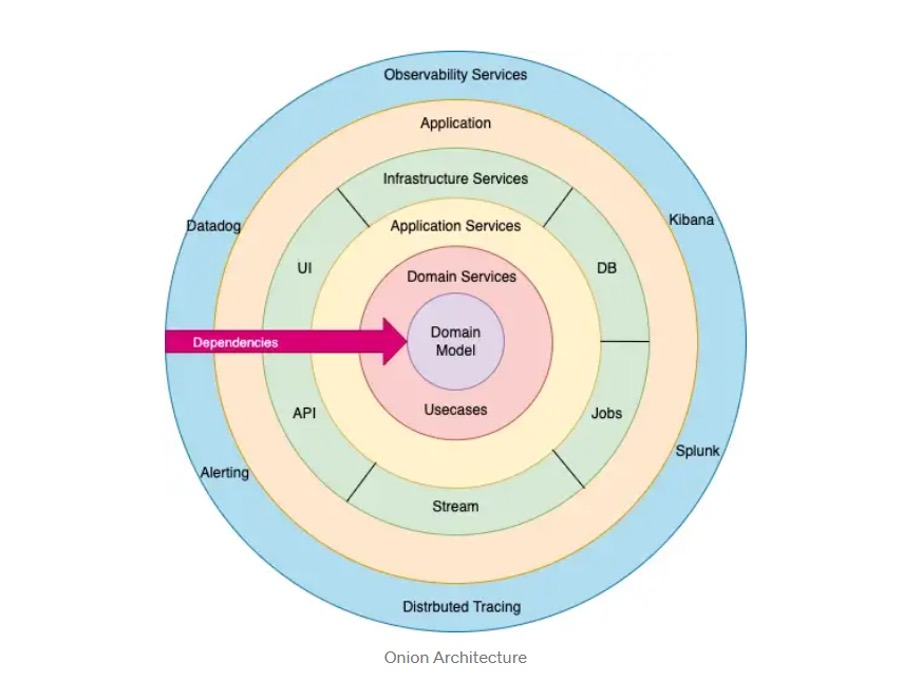 Observability Services
Application
Infrastructure Services
Datadog
Application Services
Kibana
UI
Domain Services
DB
Dependencies
Domain
Model
API
Usecases
Jobs
Alerting
Splunk
Stream
Distrbuted Tracing
Onion Architecture